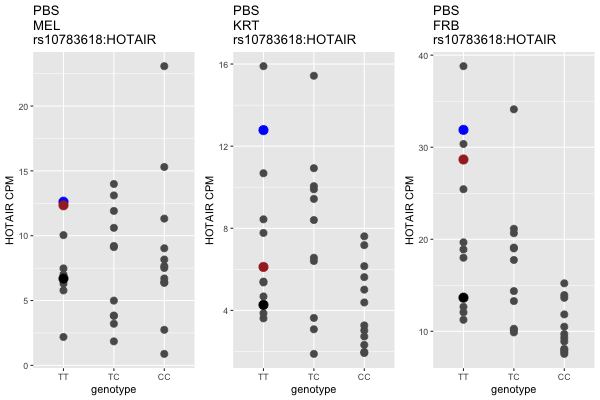 PBS
MEL
rs10783618:HOTAIR
HOTAIR CPM
20
15
10
5
0
TT TC CC
genotype
PBS
KRT
rs10783618:HOTAIR
HOTAIR CPM
16
12
8
4
TT TC CC
genotype
PBS
FRB
rs10783618:HOTAIR
HOTAIR CPM
40
30
20
10
TT TC CC
genotype